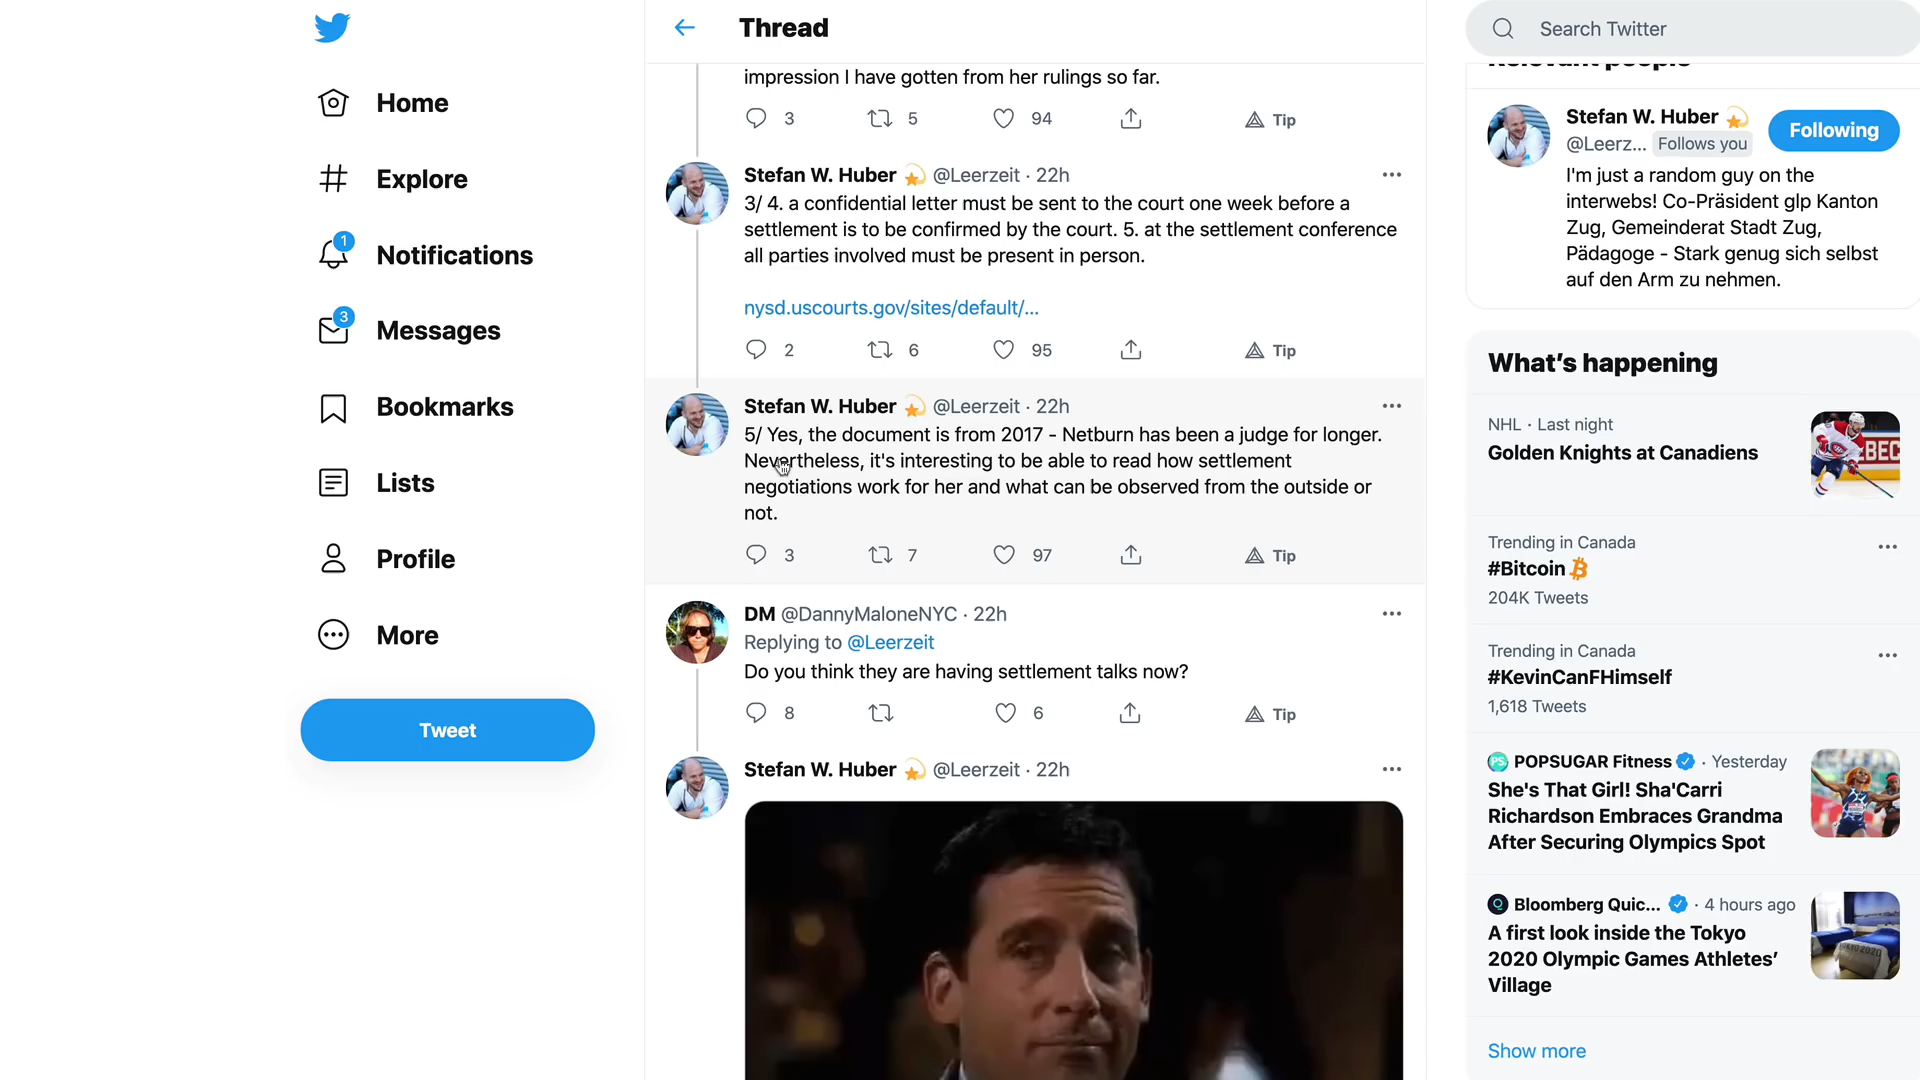 Home
Explore
1
Notifications
3
Messages
Bookmarks
Lists
Profile
More
Tweet
Thread
impression I have gotten from her rulings so far.
3 5 94 Tip
Stefan W. Huber 💫 @Leerzeit · 22h
3/ 4. a confidential letter must be sent to the court one week before a
settlement is to be confirmed by the court. 5. at the settlement conference
all parties involved must be present in person.
nysd.uscourts.gov/sites/default/...
2 6 95 Tip
Stefan W. Huber 💫 @Leerzeit · 22h
5/ Yes, the document is from 2017 - Netburn has been a judge for longer.
Nevertheless, it's interesting to be able to read how settlement
negotiations work for her and what can be observed from the outside or
not.
3 7 97 Tip
DM @DannyMaloneNYC · 22h
Replying to @Leerzeit
Do you think they are having settlement talks now?
8 6 Tip
Stefan W. Huber 💫 @Leerzeit · 22h
Search Twitter
Relevant people
Stefan W. Huber 💫
@Leerz... Follows you
Following
I'm just a random guy on the
interwebs! Co-Präsident glp Kanton
Zug, Gemeinderat Stadt Zug,
Pädagoge - Stark genug sich selbst
auf den Arm zu nehmen.
What's happening
NHL · Last night
Golden Knights at Canadiens
Trending in Canada
#Bitcoin
204K Tweets
Trending in Canada
#KevinCanFHimself
1,618 Tweets
PS. POPSUGAR Fitness · Yesterday
She's That Girl! Sha'Carri
Richardson Embraces Grandma
After Securing Olympics Spot
Bloomberg Quic... · 4 hours ago
A first look inside the Tokyo
2020 Olympic Games Athletes'
Village
Show more